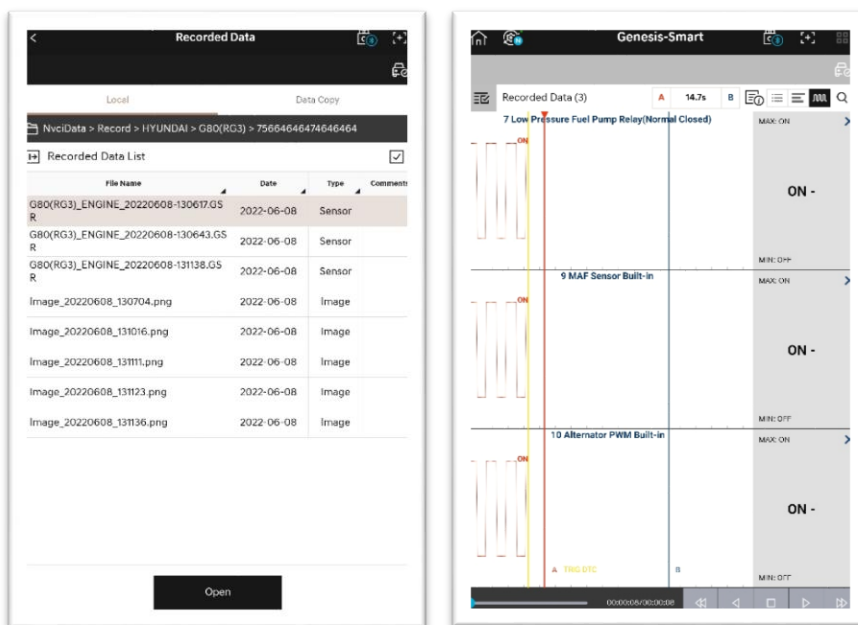 Recorded Data
Local Data Copy
NvciData > Record > HYUNDAI > G80(RG3) > 75664646474646464
Recorded Data List
File Name Date Type Comments
G80(RG3)_ENGINE_20220608-130617.GS
R 2022-06-08 Sensor
G80(RG3)_ENGINE_20220608-130643.GS
R 2022-06-08 Sensor
G80(RG3)_ENGINE_20220608-131138.GS
R 2022-06-08 Sensor
Image_20220608_130704.png 2022-06-08 Image
Image_20220608_131016.png 2022-06-08 Image
Image_20220608_131111.png 2022-06-08 Image
Image_20220608_131123.png 2022-06-08 Image
Image_20220608_131136.png 2022-06-08 Image
Open
Genesis-Smart
Recorded Data (3) A 14.7s B
7 Low Pressure Fuel Pump Relay(Normal Closed) MAX: ON
ON
ON -
MIN: OFF
9 MAF Sensor Built-in MAX: ON
ON
ON -
MIN: OFF
10 Alternator PWM Built-in MAX: ON
ON
ON -
A TRIG DTC B
MIN: OFF
00:00:08/00:00:08